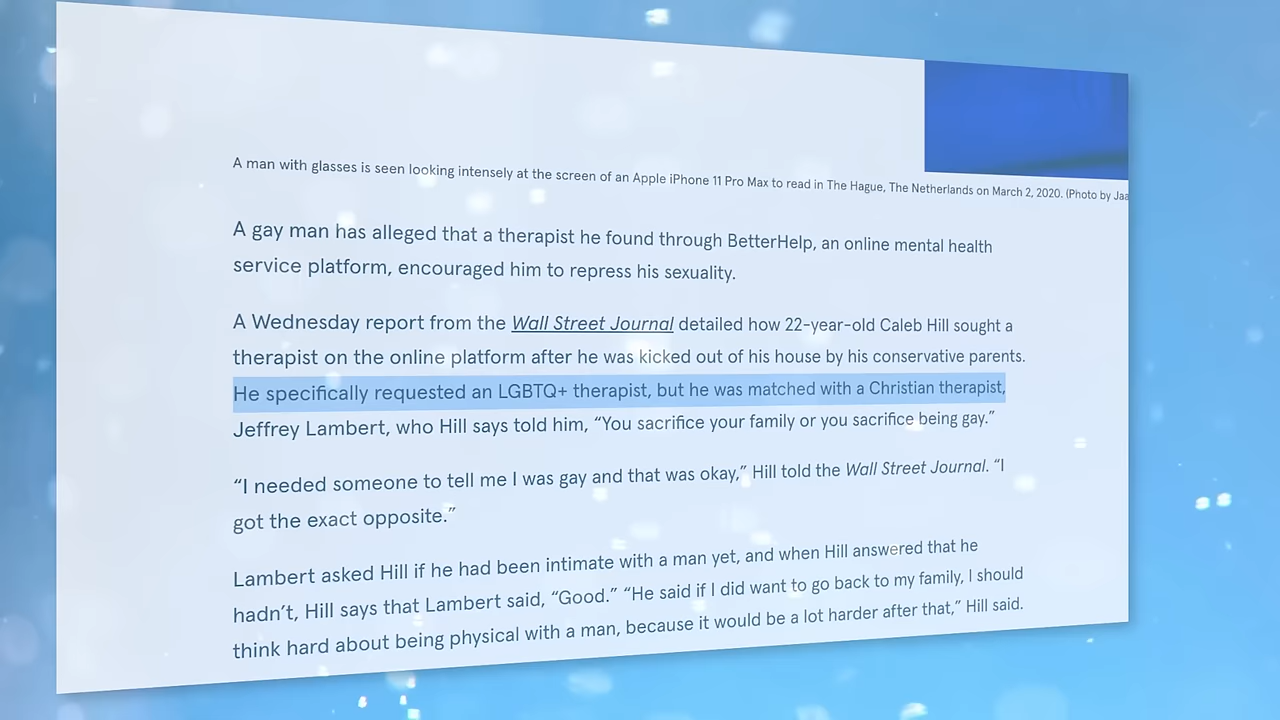 A man with glasses is seen looking intensely at the screen of an Apple iPhone 11 Pro Max to read in The Hague, The Netherlands on March 2, 2020. (Photo by Jaa
A gay man has alleged that a therapist he found through BetterHelp, an online mental health
service platform, encouraged him to repress his sexuality.
A Wednesday report from the Wall Street Journal detailed how 22-year-old Caleb Hill sought a
therapist on the online platform after he was kicked out of his house by his conservative parents.
He specifically requested an LGBTQ+ therapist, but he was matched with a Christian therapist,
Jeffrey Lambert, who Hill says told him, “You sacrifice your family or you sacrifice being gay.”
“I needed someone to tell me I was gay and that was okay,” Hill told the Wall Street Journal. “I
got the exact opposite.”
Lambert asked Hill if he had been intimate with a man yet, and when Hill answered that he
hadn’t, Hill says that Lambert said, “Good.” “He said if I did want to go back to my family, I should
think hard about being physical with a man, because it would be a lot harder after that,” Hill said.